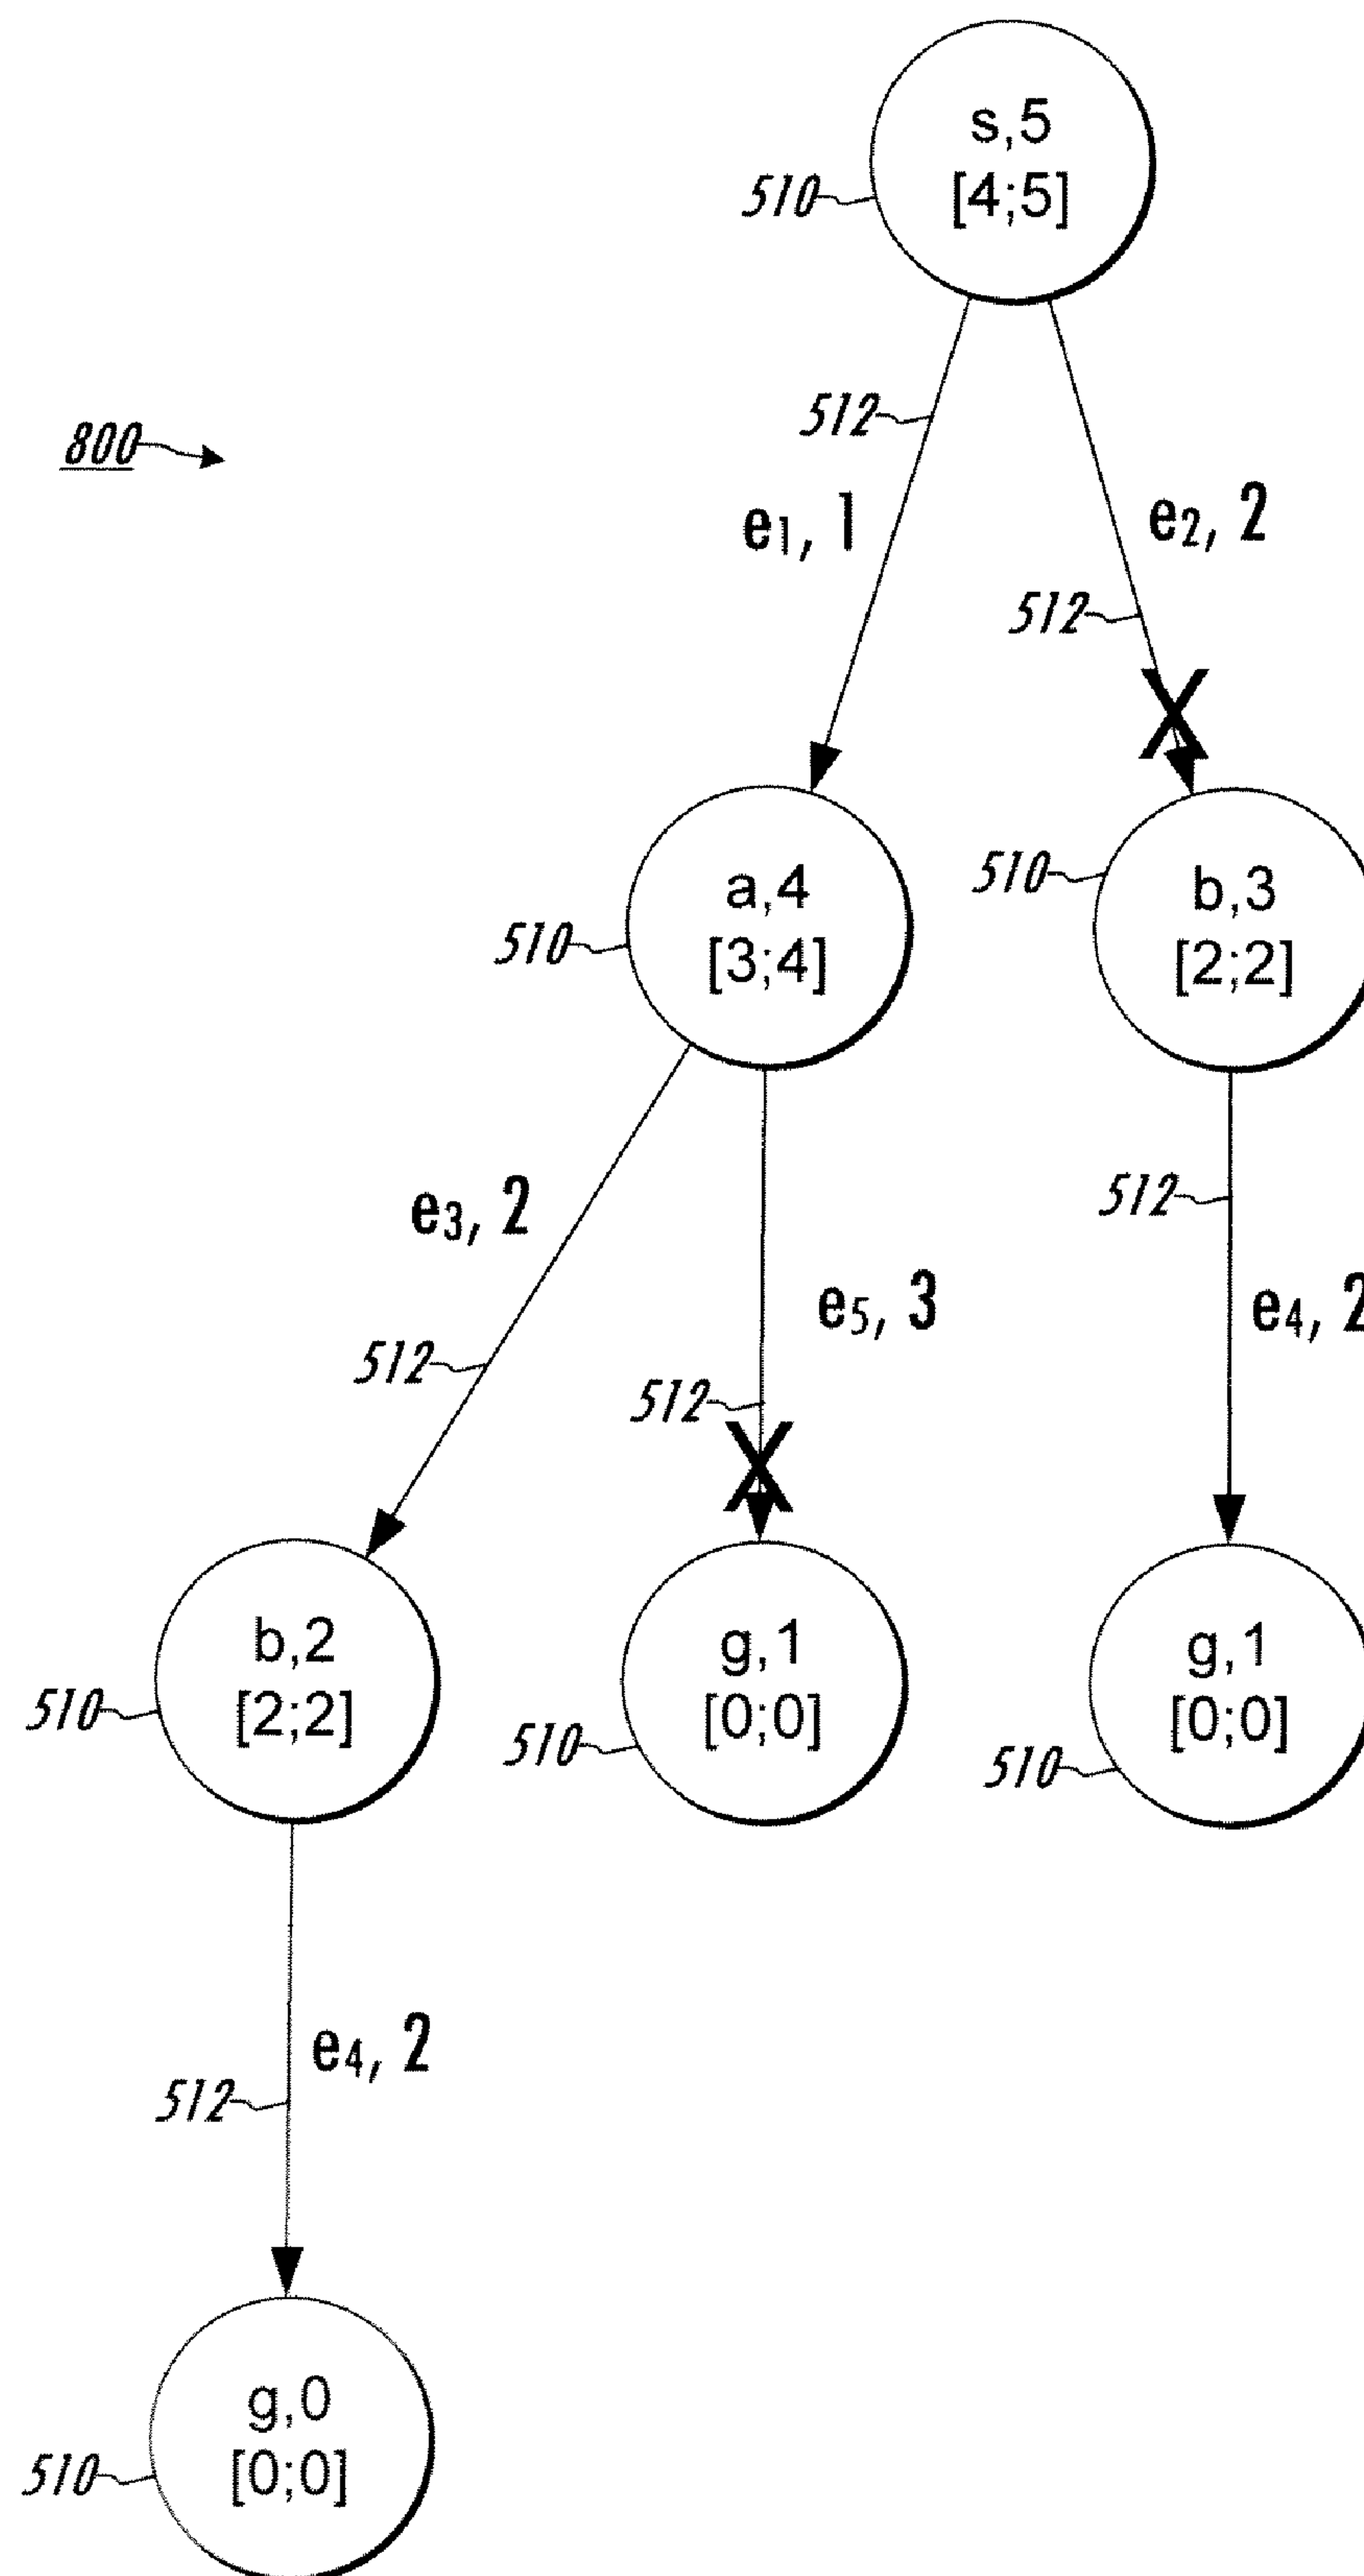 s,5
[4;5]
510
512
800
e1, 1
e2, 2
512
a,4
[3;4]
510
b,3
[2;2]
510
e3, 2
512
e5, 3
512
512
e4, 2
b,2
[2;2]
510
g,1
[0;0]
510
g,1
[0;0]
510
e4, 2
512
g,0
[0;0]
510